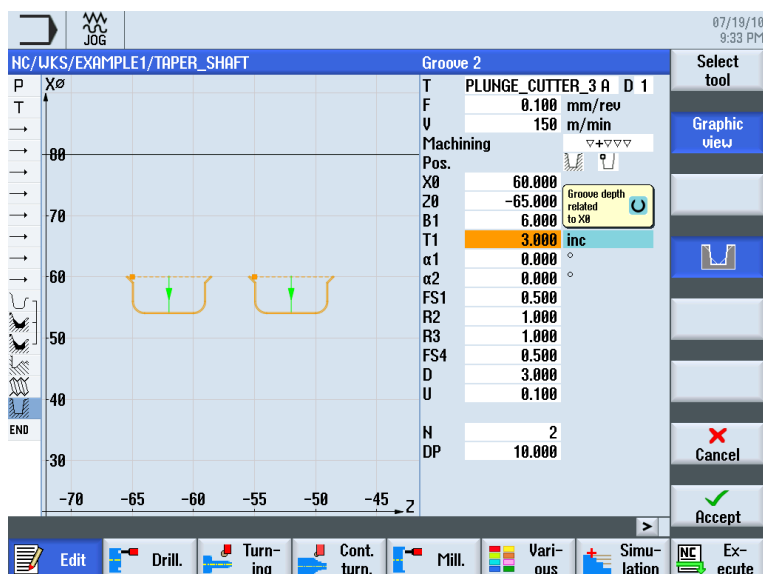 JOG
07/19/10
9:33 PM
NC/WKS/EXAMPLE1/TAPER_SHAFT
Groove 2
Select tool
P
T
END
XØ
80
70
60
50
40
30
-70 -65 -60 -55 -50 -45 Z
T PLUNGE_CUTTER_3 A D 1
F 0.100 mm/rev
V 150 m/min
Machining ▽+▽▽▽
Pos.
X0 60.000
Z0 -65.000
B1 6.000
T1 3.000 inc
α1 0.000 °
α2 0.000 °
FS1 0.500
R2 1.000
R3 1.000
FS4 0.500
D 3.000
U 0.100
N 2
DP 10.000
Groove depth
related
to X0
Graphic
view
Cancel
Accept
>
Edit
Drill.
Turn-
ing
Cont.
turn.
Mill.
Vari-
ous
Simu-
lation
NC
Ex-
ecute